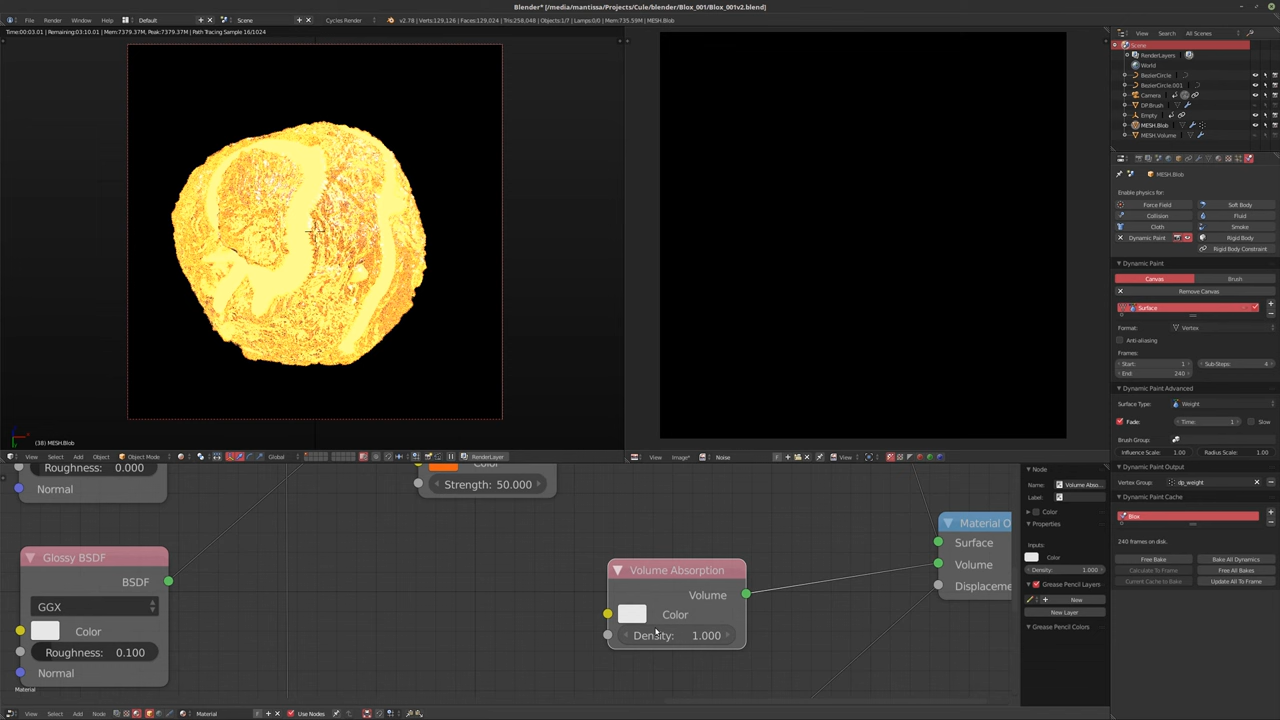 Blender* [/media/mantissa/Projects/Cule/blender/Blox_001/Blox_001v2.blend]
File Render Window Help Default Scene Cycles Render v2.78 | Verts:129,126 | Faces:129,024 | Tris:258,048 | Objects:1/7 | Lamps:0/0 | Mem:735.59M | MESH.Blob
Time:00:03.01 | Remaining:03:10.01 | Mem:7379.37M, Peak:7379.37M | Path Tracing Sample 16/1024
View Search All Scenes
Scene
RenderLayers
World
BezierCircle
BezierCircle.001
Camera
DP.Brush
Empty
MESH.Blob
MESH.Volume
MESH.Blob
Enable physics for:
Force Field Soft Body
Collision Fluid
Cloth Smoke
Dynamic Paint Rigid Body
Rigid Body Constraint
Dynamic Paint
Canvas Brush
Remove Canvas
Surface
Format: Vertex
Anti-aliasing
Frames:
Start: 1 Sub-Steps: 4
End: 240
Dynamic Paint Advanced
Surface Type: Weight
Fade: Time: 1 Slow
Brush Group:
Influence Scale: 1.00 Radius Scale: 1.00
Dynamic Paint Output
Vertex Group: dp_weight
Dynamic Paint Cache
Blox
240 frames on disk.
Free Bake Bake All Dynamics
Calculate To Frame Free All Bakes
Current Cache to Bake Update All To Frame
(38) MESH.Blob
View Select Add Object Object Mode Global RenderLayer
View Image* Noise View
Roughness: 0.000
Normal
Color
Strength: 50.000
Glossy BSDF
BSDF
GGX
Color
Roughness: 0.100
Normal
Material
Volume Absorption
Volume
Color
Density: 1.000
Material O
Surface
Volume
Displaceme
Node
Name: Volume Abso...
Label:
Color
Properties
Inputs:
Color
Density: 1.000
Grease Pencil Layers
New
New Layer
Grease Pencil Colors
View Select Add Node Material F Use Nodes